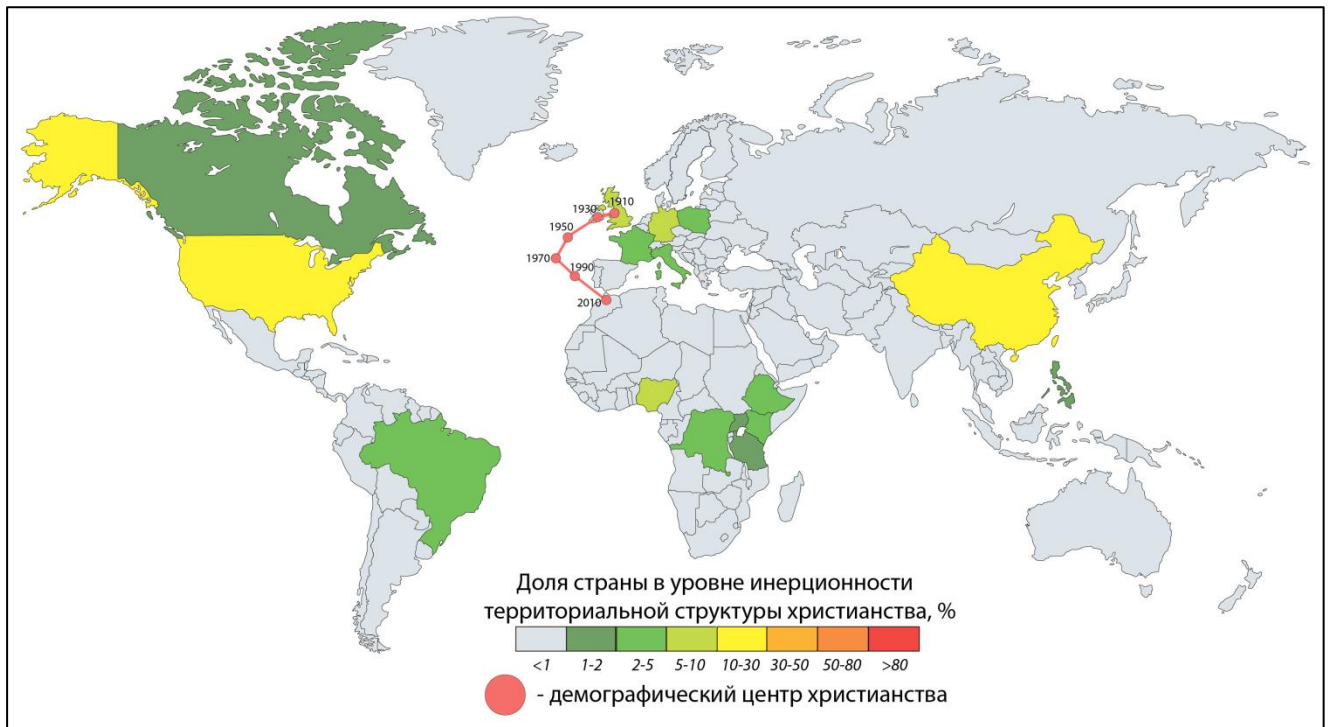 1910
1930
1950
1970
1990
2010
Доля страны в уровне инерционности
территориальной структуры христианства, %
<1 1-2 2-5 5-10 10-30 30-50 50-80 >80
- демографический центр христианства